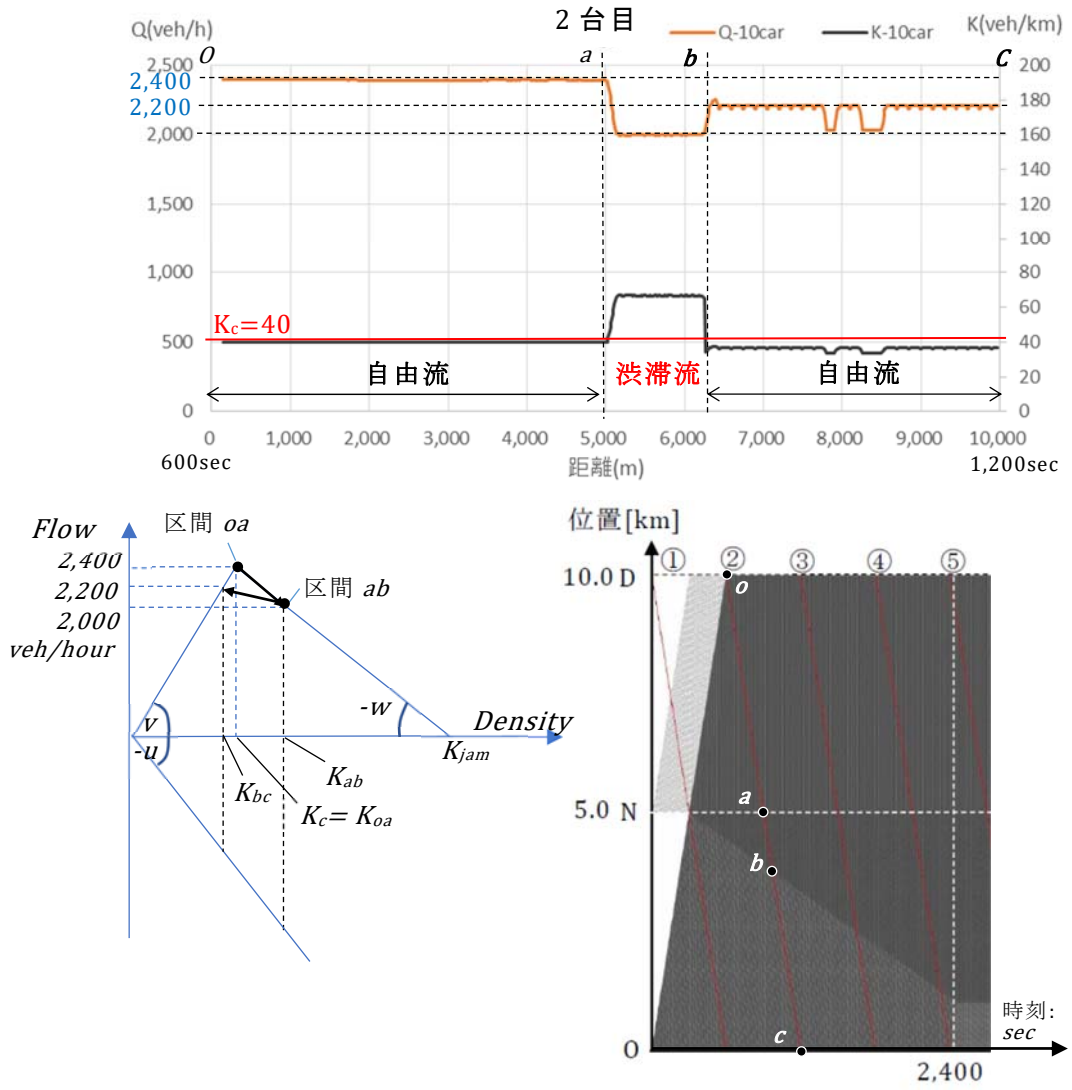 2 台目
Q(veh/h)
Q-10car
K-10car
K(veh/km)
O
a
b
C
2,500
2,400
2,200
2,000
1,500
1,000
500
0
200
180
160
140
120
100
80
60
40
20
0
Kc=40
自由流
渋滞流
自由流
0
1,000
2,000
3,000
4,000
5,000
6,000
7,000
8,000
9,000
10,000
600sec
距離(m)
1,200sec
Flow
区間 oa
2,400
2,200
2,000
veh/hour
区間 ab
v
-u
-w
Density
Kjam
Kab
Kbc
Kc= Koa
位置[km]
①
②
③
④
⑤
10.0 D
o
5.0 N
a
b
c
O
時刻:
sec
2,400